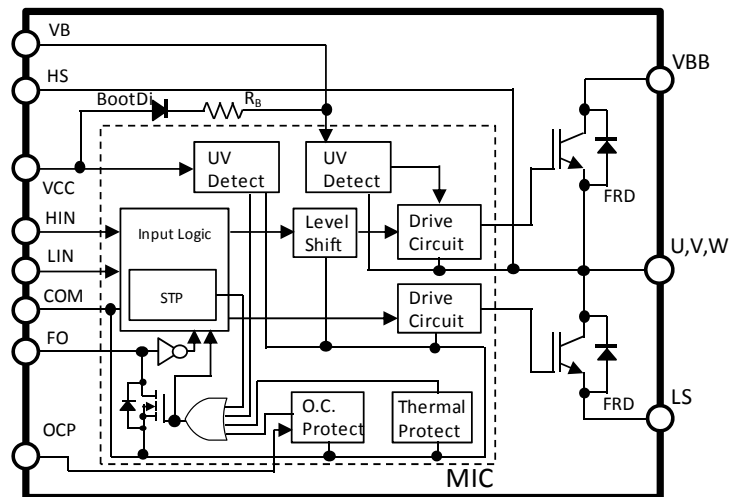 VB
VBB
HS
BootDi
RB
UV
Detect
UV
Detect
VCC
FRD
HIN
Input Logic
Level
Shift
Drive
Circuit
U,V,W
LIN
STP
COM
Drive
Circuit
FO
FRD
LS
O.C.
Protect
Thermal
Protect
OCP
MIC